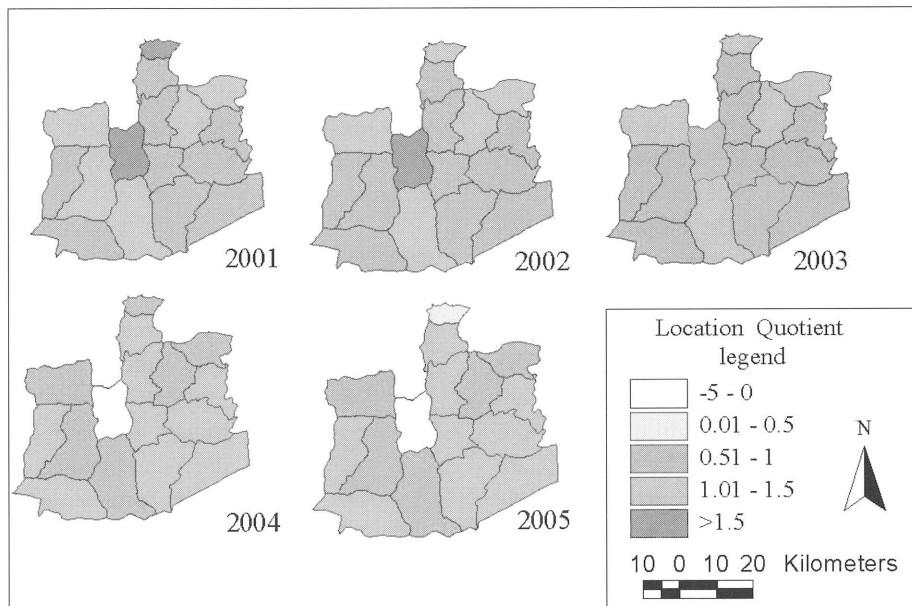 2001
2002
2003
2004
2005
Location Quotient
legend
-5 - 0
0.01 - 0.5
0.51 - 1
1.01 - 1.5
>1.5
N
10 0 10 20 Kilometers